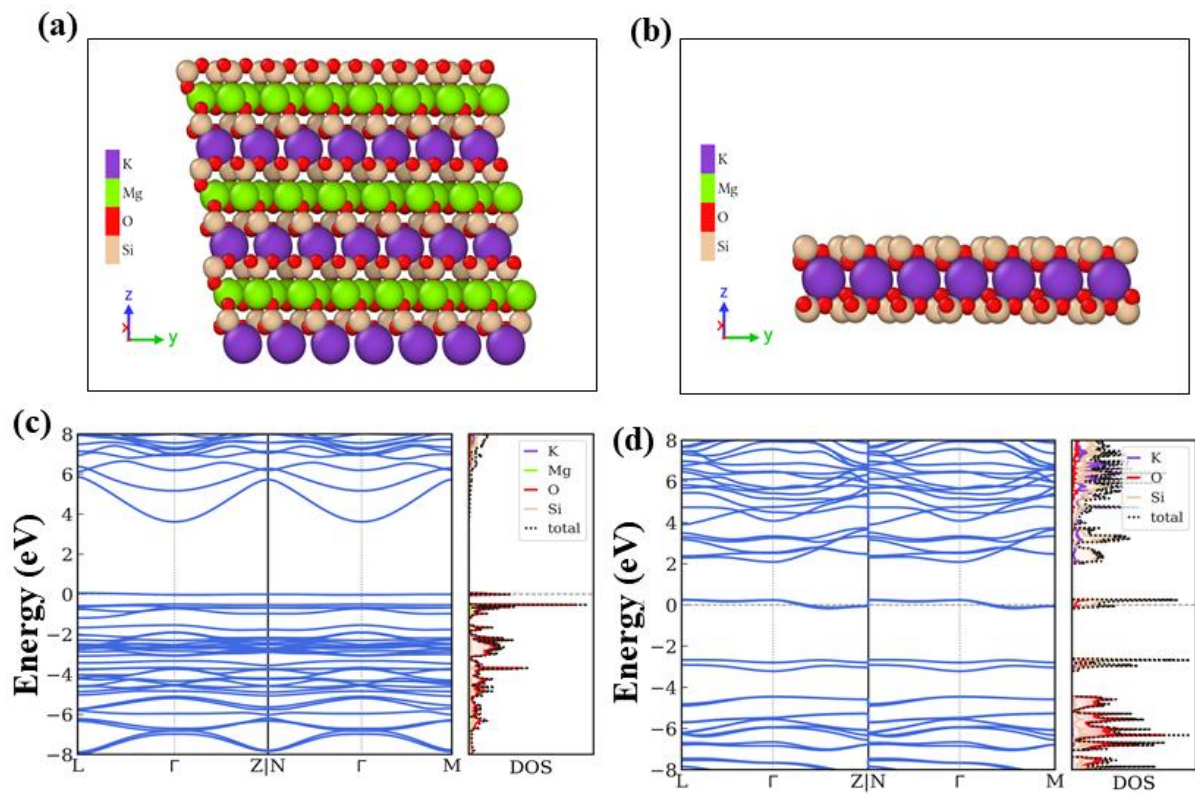 (a)
K
Mg
O
Si
z
x
y
(b)
K
Mg
O
Si
z
x
y
(c)
Energy (eV)
8
6
4
2
0
−2
−4
−6
−8
L
Γ
Z|N
Γ
M
K
Mg
O
Si
total
DOS
(d)
Energy (eV)
8
6
4
2
0
−2
−4
−6
−8
L
Γ
Z|N
Γ
M
K
O
Si
total
DOS